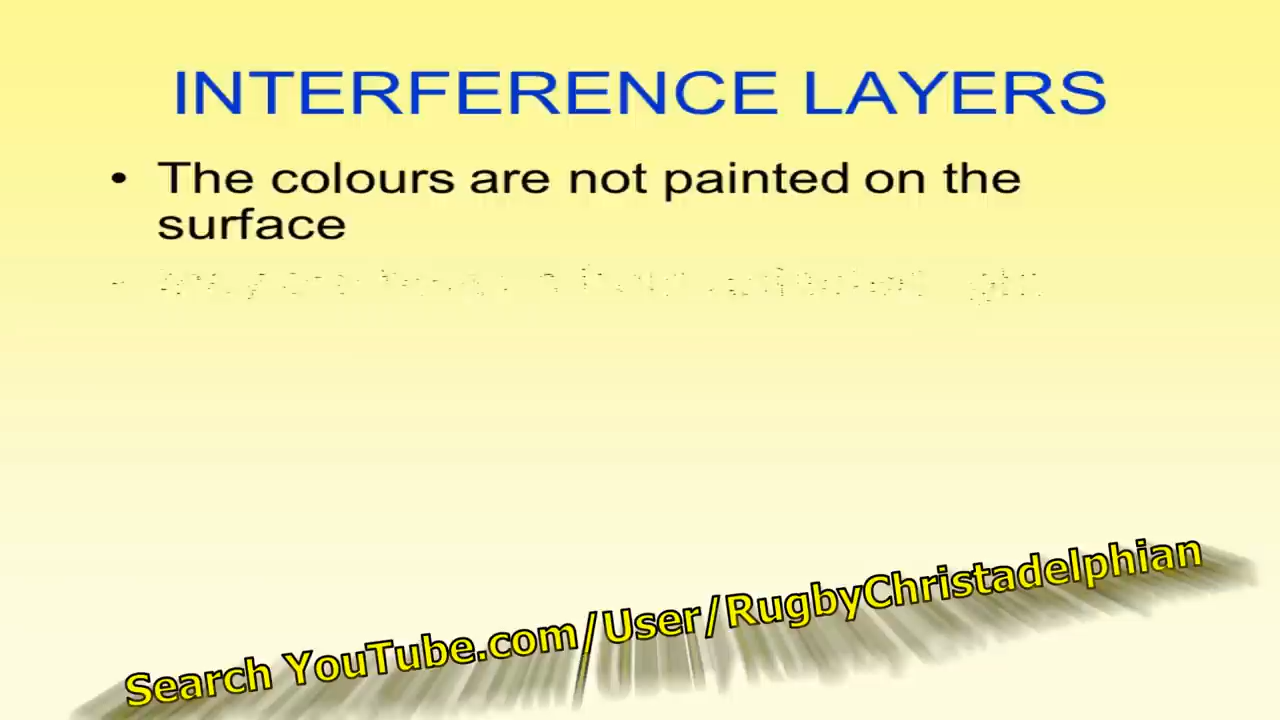 INTERFERENCE LAYERS
• The colours are not painted on the
surface
Search YouTube.com/User/RugbyChristadelphian